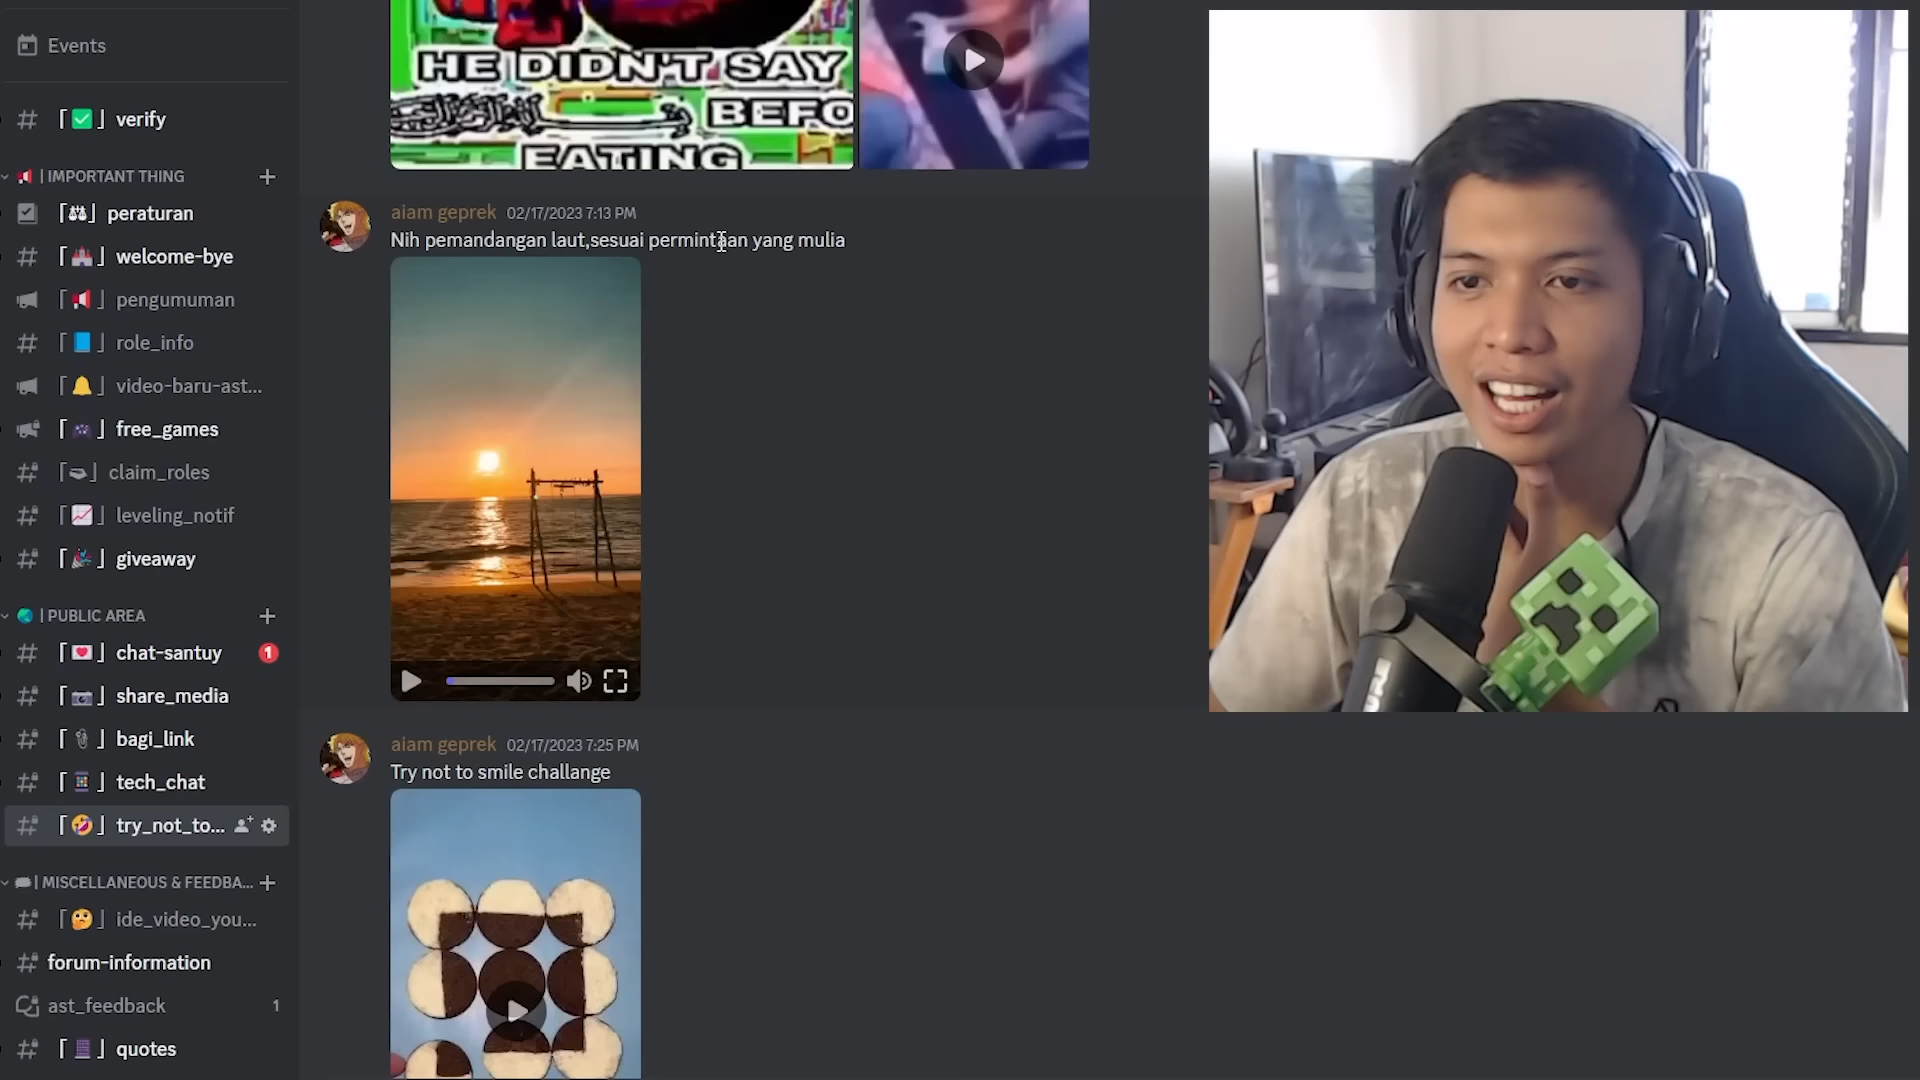 Events
verify
| IMPORTANT THING
peraturan
welcome-bye
pengumuman
role_info
video-baru-ast...
free_games
claim_roles
leveling_notif
giveaway
| PUBLIC AREA
chat-santuy 1
share_media
bagi_link
tech_chat
try_not_to...
| MISCELLANEOUS & FEEDBA...
ide_video_you...
forum-information
ast_feedback 1
quotes
HE DIDN'T SAY
BEFO
EATING
aiam geprek 02/17/2023 7:13 PM
Nih pemandangan laut,sesuai permintaan yang mulia
aiam geprek 02/17/2023 7:25 PM
Try not to smile challange